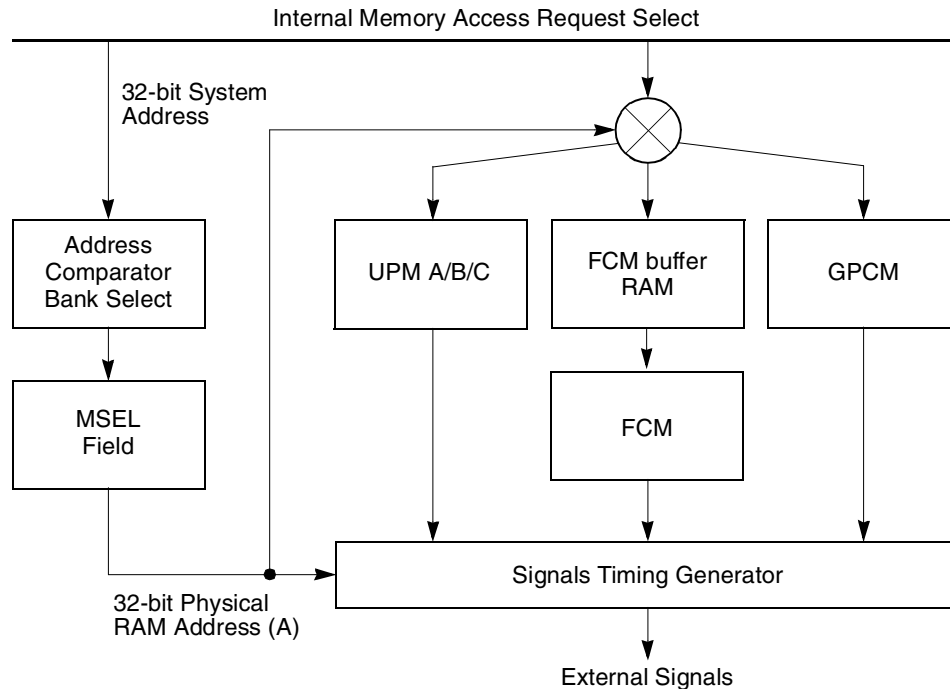 Internal Memory Access Request Select
32-bit System
Address
Address
Comparator
Bank Select
UPM A/B/C
FCM buffer
RAM
GPCM
MSEL
Field
FCM
Signals Timing Generator
32-bit Physical
RAM Address (A)
External Signals